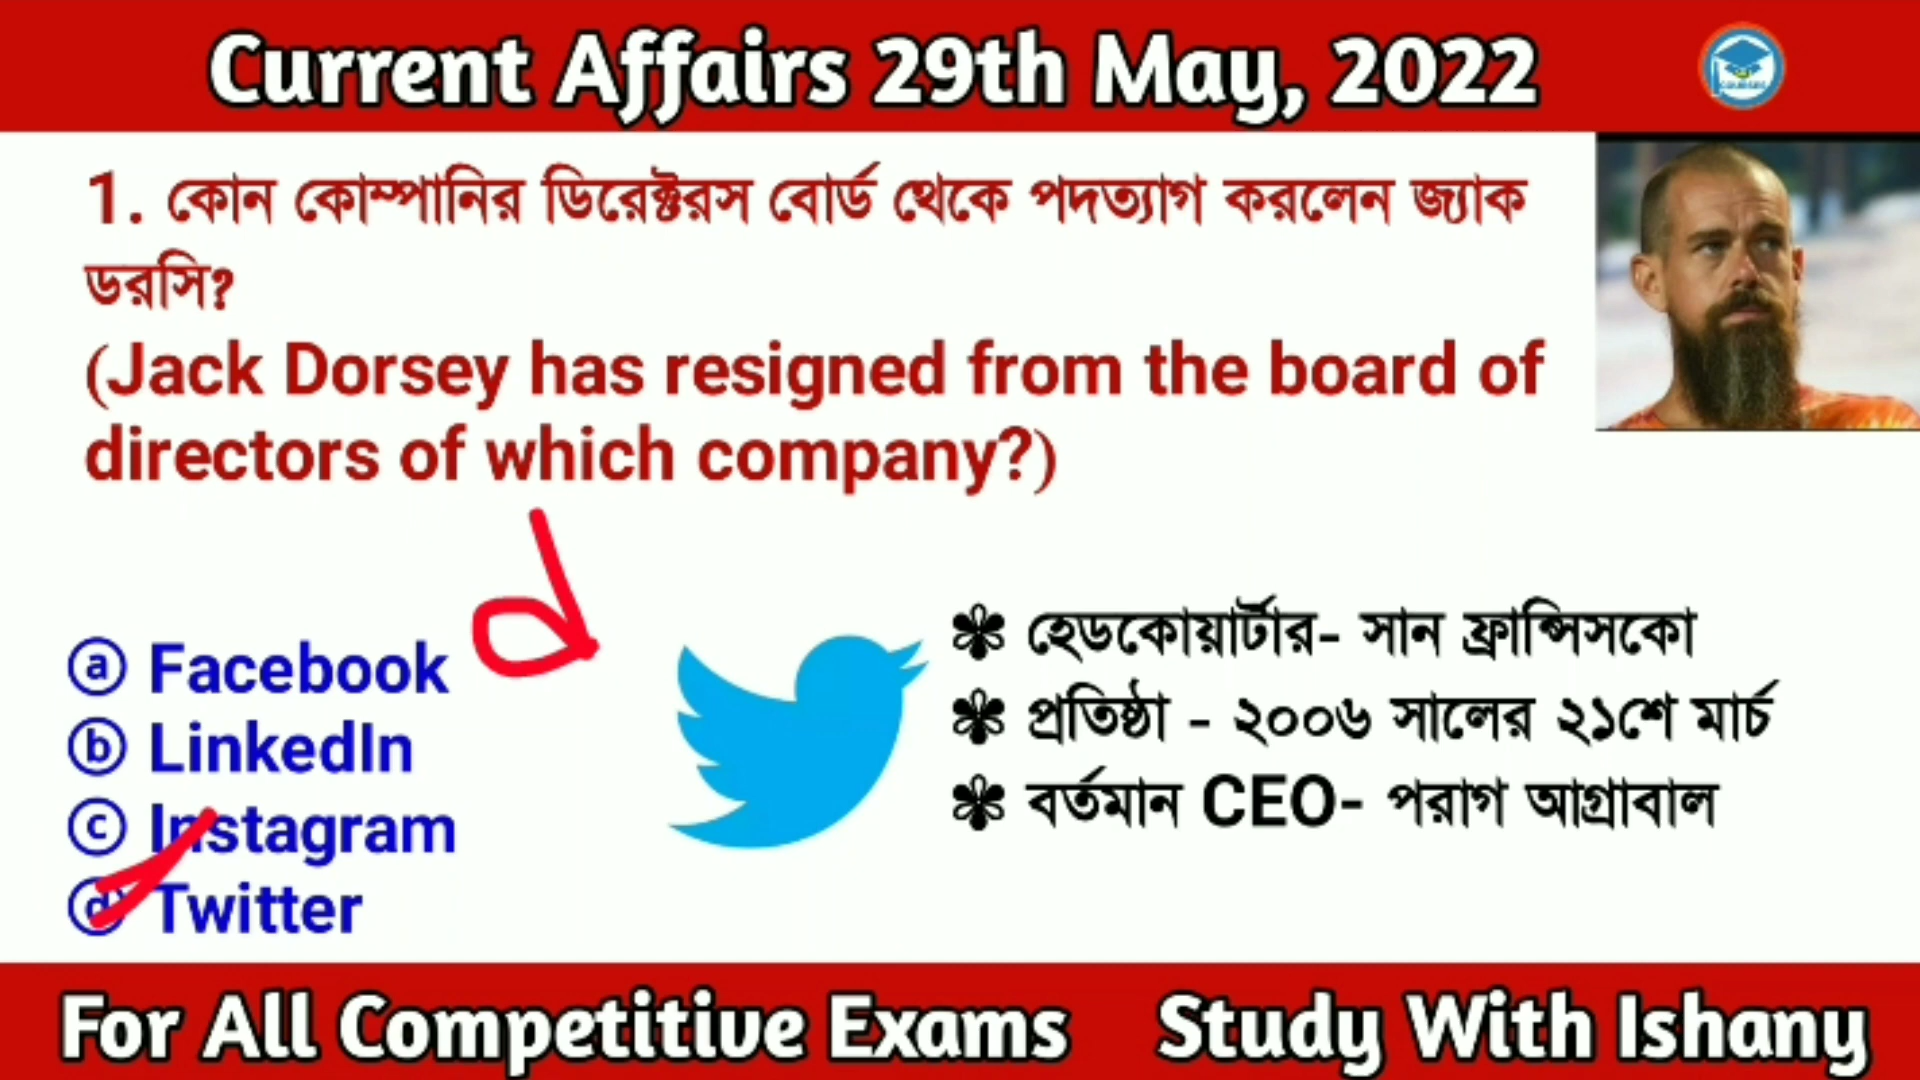 Current Affairs 29th May, 2022
1. কোন কোম্পানির ডিরেক্টরস বোর্ড থেকে পদত্যাগ করলেন জ্যাক
ডরসি?
(Jack Dorsey has resigned from the board of
directors of which company?)
d
ⓐ Facebook
ⓑ LinkedIn
ⓒ Instagram
ⓓ Twitter
✽ হেডকোয়ার্টার- সান ফ্রান্সিসকো
✽ প্রতিষ্ঠা - ২০০৬ সালের ২১শে মার্চ
✽ বর্তমান CEO- পরাগ আগ্রাবাল
For All Competitive Exams Study With Ishany